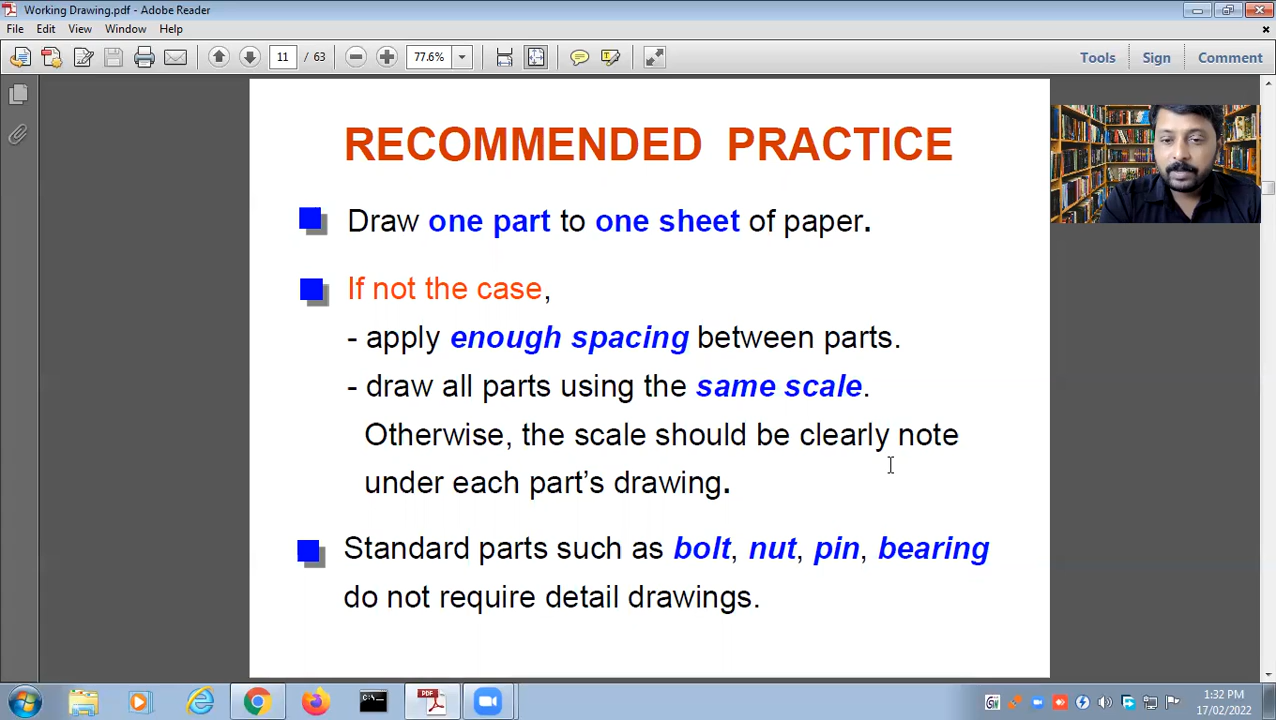 Working Drawing.pdf - Adobe Reader
File Edit View Window Help
11 / 63 77.6% Tools Sign Comment
RECOMMENDED PRACTICE
Draw one part to one sheet of paper.
If not the case,
- apply enough spacing between parts.
- draw all parts using the same scale.
Otherwise, the scale should be clearly note
under each part's drawing.
Standard parts such as bolt, nut, pin, bearing
do not require detail drawings.
PDF
1:32 PM
17/02/2022